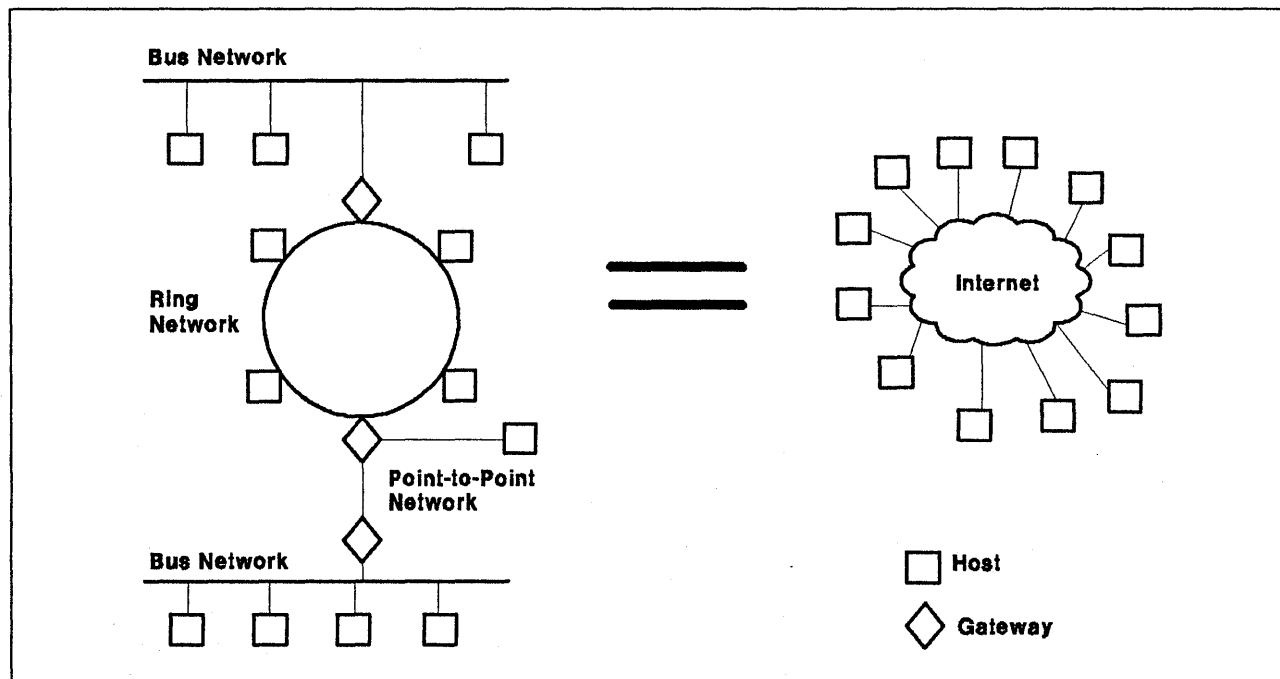 Bus Network
Ring
Network
Point-to-Point
Network
Bus Network
Internet
Host
Gateway